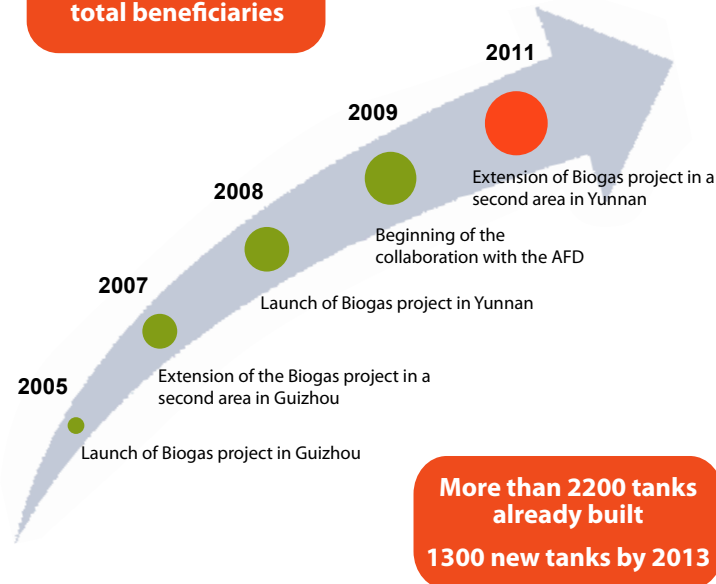 total beneficiaries
2011
2009
Extension of Biogas project in a
second area in Yunnan
2008
Beginning of the
collaboration with the AFD
2007
Launch of Biogas project in Yunnan
2005
Extension of the Biogas project in a
second area in Guizhou
Launch of Biogas project in Guizhou
More than 2200 tanks
already built
1300 new tanks by 2013